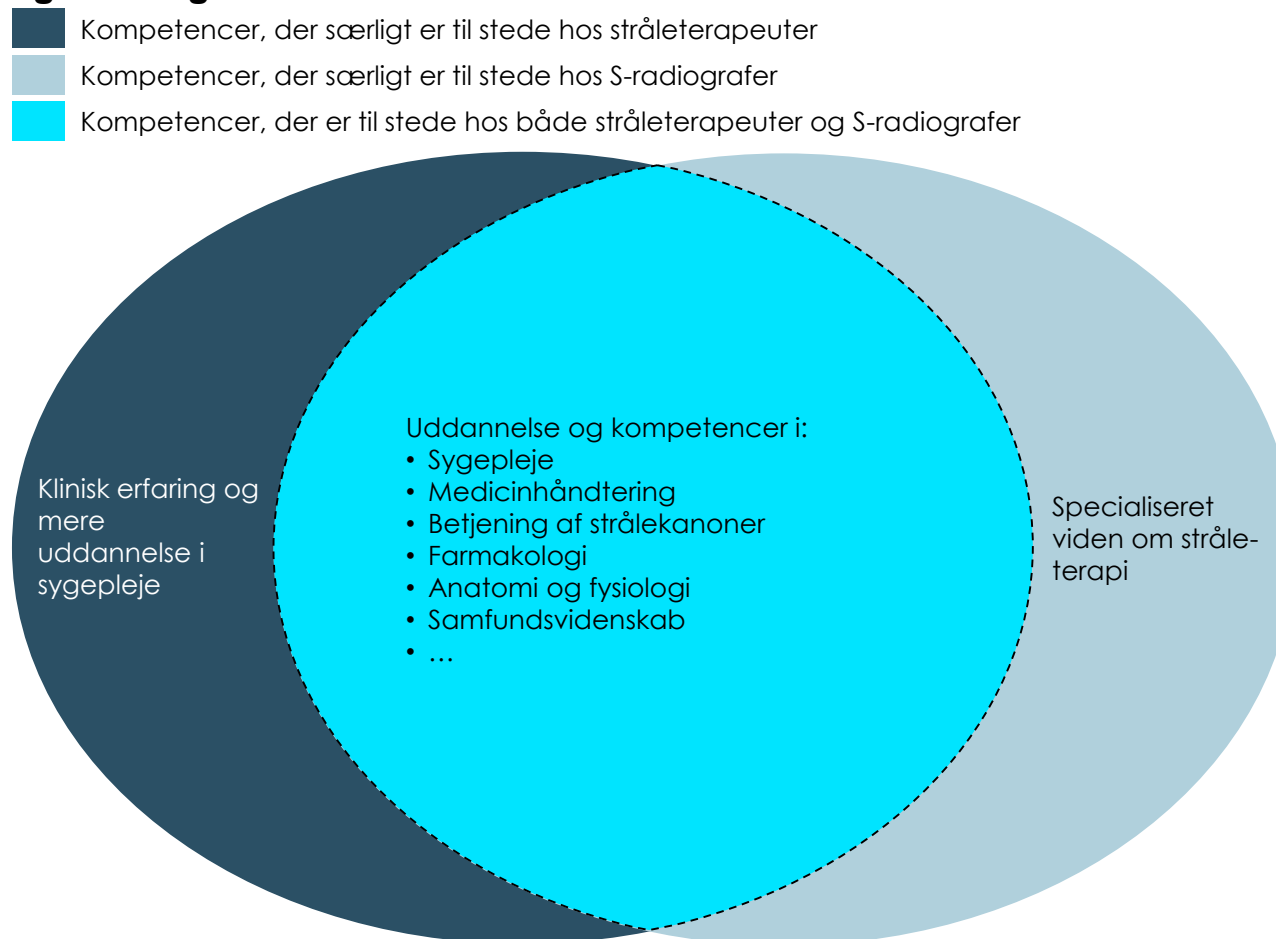 Kompetencer, der særligt er til stede hos stråleterapeuter
Kompetencer, der særligt er til stede hos S-radiografer
Kompetencer, der er til stede hos både stråleterapeuter og S-radiografer
Klinisk erfaring og
mere
uddannelse i
sygepleje
Uddannelse og kompetencer i:
• Sygepleje
• Medicinhåndtering
• Betjening af strålekanoner
• Farmakologi
• Anatomi og fysiologi
• Samfundsvidenskab
• …
Specialiseret
viden om stråle-
terapi